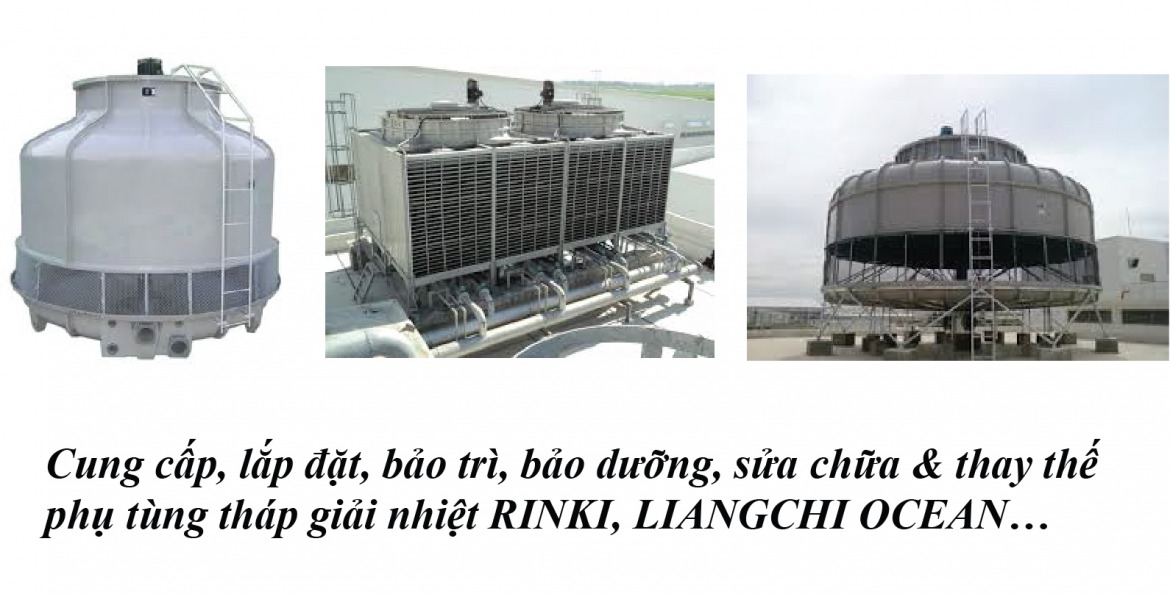 Cung cấp, lắp đặt, bảo trì, bảo dưỡng, sửa chữa & thay thế
phụ tùng tháp giải nhiệt RINKI, LIANGCHI OCEAN…